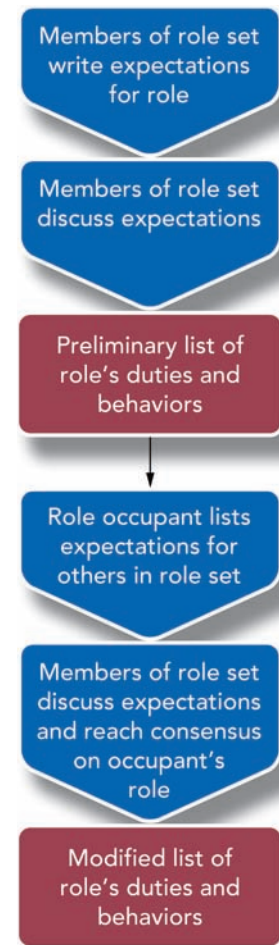 Members of role set
write expectations
for role
Members of role set
discuss expectations
Preliminary list of
role's duties and
behaviors
Role occupant lists
expectations for
others in role set
Members of role set
discuss expectations
and reach consensus
on occupant's
role
Modified list of
role's duties and
behaviors